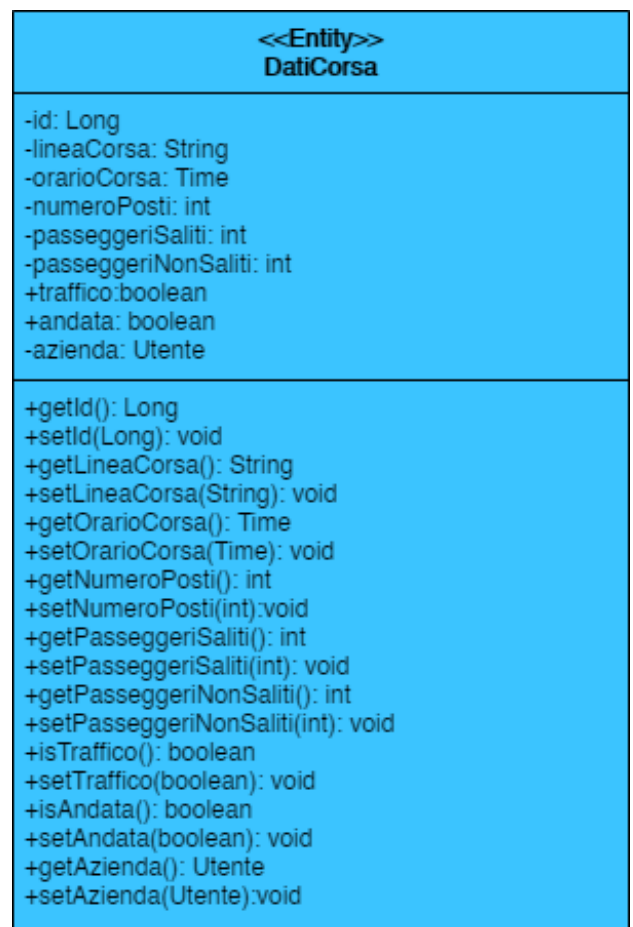 <<Entity>>
DatiCorsa
-id: Long
-lineaCorsa: String
-orarioCorsa: Time
-numeroPosti: int
-passeggeriSaliti: int
-passeggeriNonSaliti: int
+traffico:boolean
+andata: boolean
-azienda: Utente
+getId(): Long
+setId(Long): void
+getLineaCorsa(): String
+setLineaCorsa(String): void
+getOrarioCorsa(): Time
+setOrarioCorsa(Time): void
+getNumeroPosti(): int
+setNumeroPosti(int):void
+getPasseggeriSaliti(): int
+setPasseggeriSaliti(int): void
+getPasseggeriNonSaliti(): int
+setPasseggeriNonSaliti(int): void
+isTraffico(): boolean
+setTraffico(boolean): void
+isAndata(): boolean
+setAndata(boolean): void
+getAzienda(): Utente
+setAzienda(Utente):void